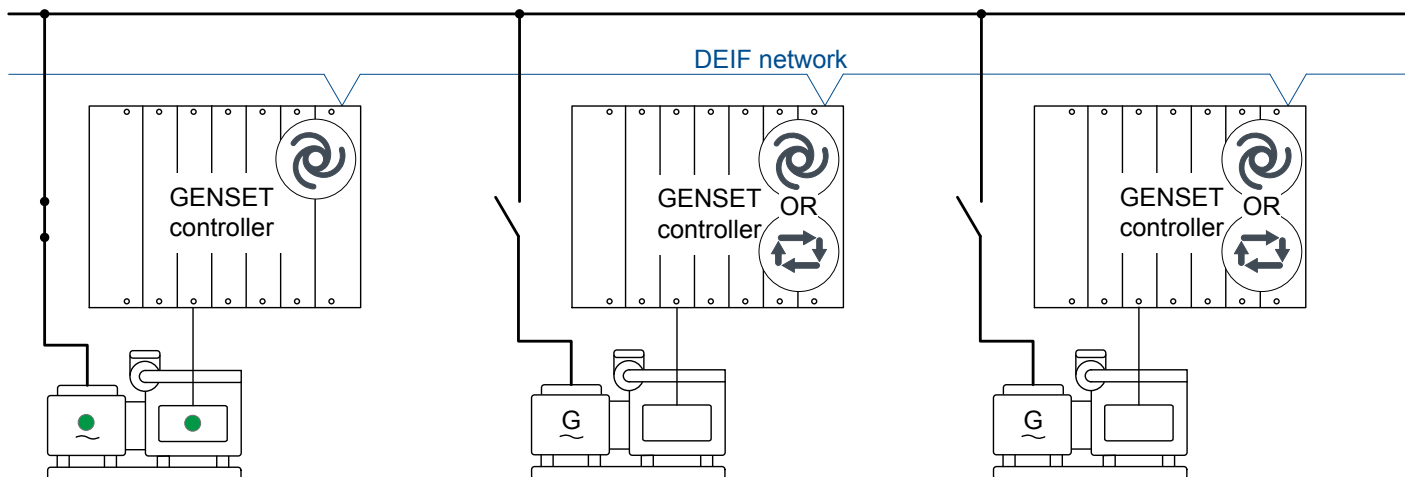 DEIF network
GENSET
controller
GENSET
controller
OR
GENSET
controller
OR
G
G